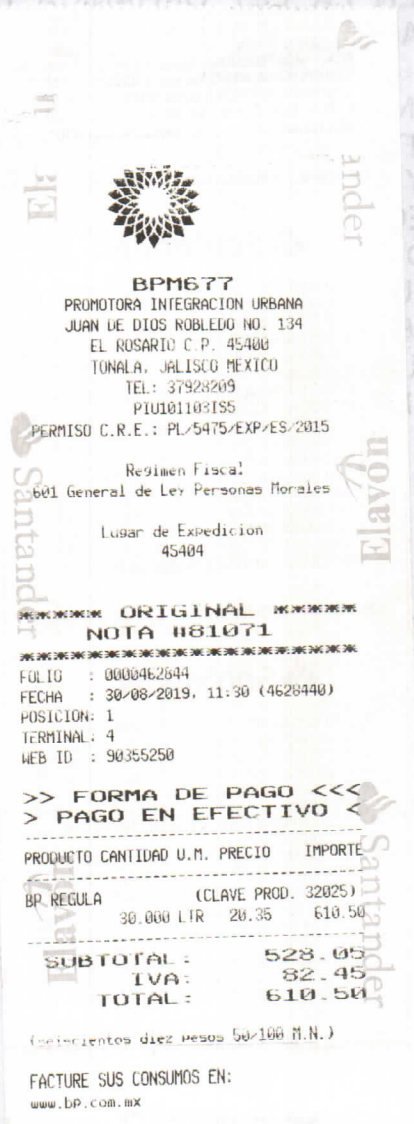 BPM677
PROMOTORA INTEGRACION URBANA
JUAN DE DIOS ROBLEDO NO. 134
EL ROSARIO C.P. 45400
TONALA, JALISCO MEXICO
TEL: 37928209
PIU101103IS5
PERMISO C.R.E.: PL/5475/EXP/ES/2015
Regimen Fiscal
601 General de Ley Personas Morales
Lugar de Expedicion
45404
***** ORIGINAL *****
NOTA #81071
**********************
FOLIO : 0000462844
FECHA : 30/08/2019, 11:30 (4628440)
POSICION: 1
TERMINAL: 4
WEB ID : 90355250
>> FORMA DE PAGO <<<
> PAGO EN EFECTIVO <
PRODUCTO CANTIDAD U.M. PRECIO IMPORTE
BP REGULA (CLAVE PROD. 32025)
30.000 LTR 20.35 610.50
SUBTOTAL: 528.05
IVA: 82.45
TOTAL: 610.50
(seiscientos diez pesos 50/100 M.N.)
FACTURE SUS CONSUMOS EN:
www.bp.com.mx
Santander
Elavon
Santander
Elavon